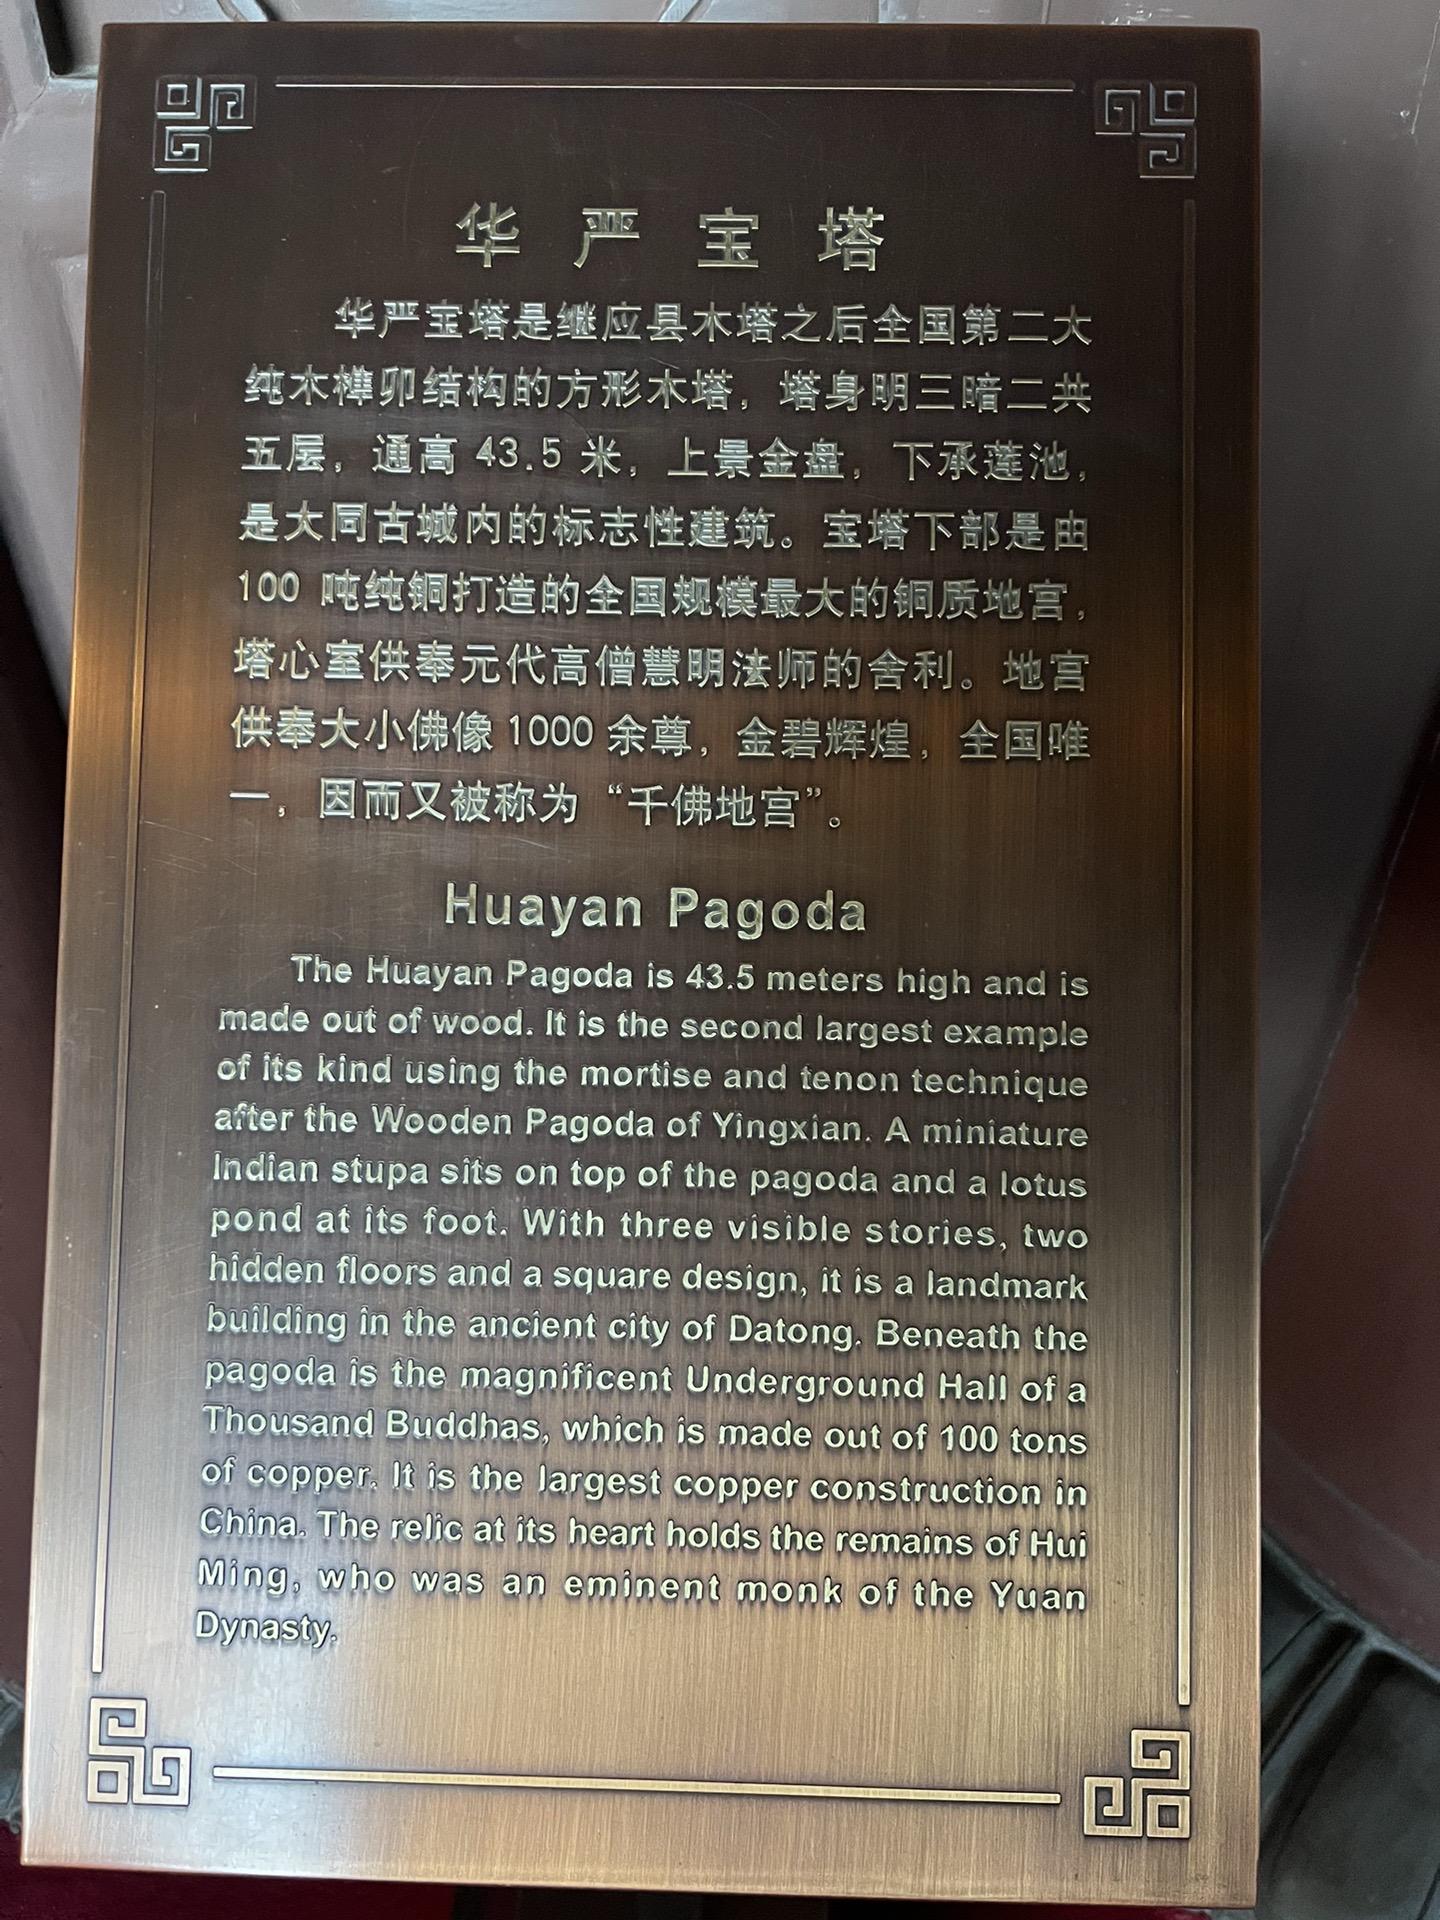 华严宝塔
华严宝塔是继应县木塔之后全国第二大
纯木榫卯结构的方形木塔，塔身明三暗二共
五层，通高 43.5 米，上景金盘，下承莲池，
是大同古城内的标志性建筑。宝塔下部是由
100 吨纯铜打造的全国规模最大的铜质地宫，
塔心室供奉元代高僧慧明法师的舍利。地宫
供奉大小佛像 1000 余尊，金碧辉煌，全国唯
一，因而又被称为“千佛地宫”。
Huayan Pagoda
The Huayan Pagoda is 43.5 meters high and is
made out of wood. It is the second largest example
of its kind using the mortise and tenon technique
after the Wooden Pagoda of Yingxian. A miniature
Indian stupa sits on top of the pagoda and a lotus
pond at its foot. With three visible stories, two
hidden floors and a square design, it is a landmark
building in the ancient city of Datong. Beneath the
pagoda is the magnificent Underground Hall of a
Thousand Buddhas, which is made out of 100 tons
of copper. It is the largest copper construction in
China. The relic at its heart holds the remains of Hui
Ming, who was an eminent monk of the Yuan
Dynasty.